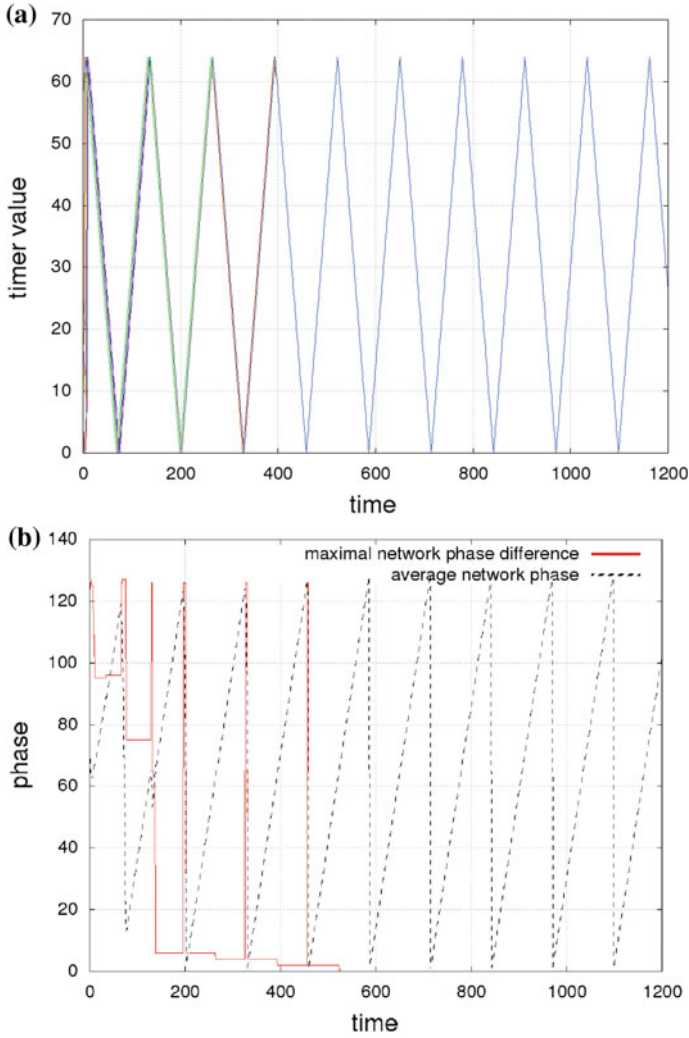 (a)
70
60
50
40
30
20
10
0
timer value
0 200 400 600 800 1000 1200
time
(b)
140
120
100
80
60
40
20
0
phase
maximal network phase difference
average network phase
0 200 400 600 800 1000 1200
time